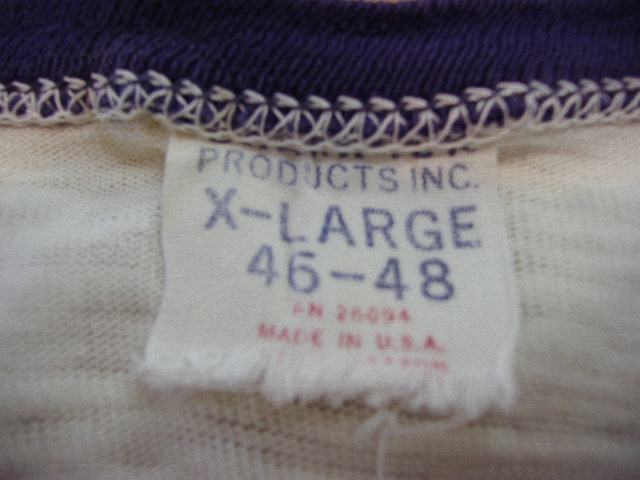 PRODUCTS INC.
X-LARGE
46-48
RN 26094
MADE IN U.S.A.